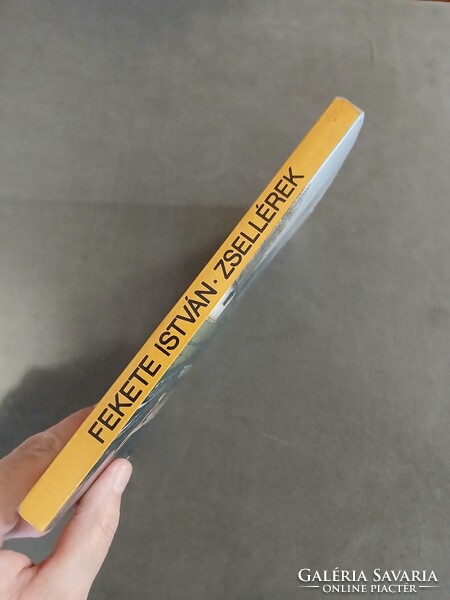 FEKETE ISTVÁN · ZSELLÉREK
GALÉRIA SAVARIA
ONLINE PIACTÉR